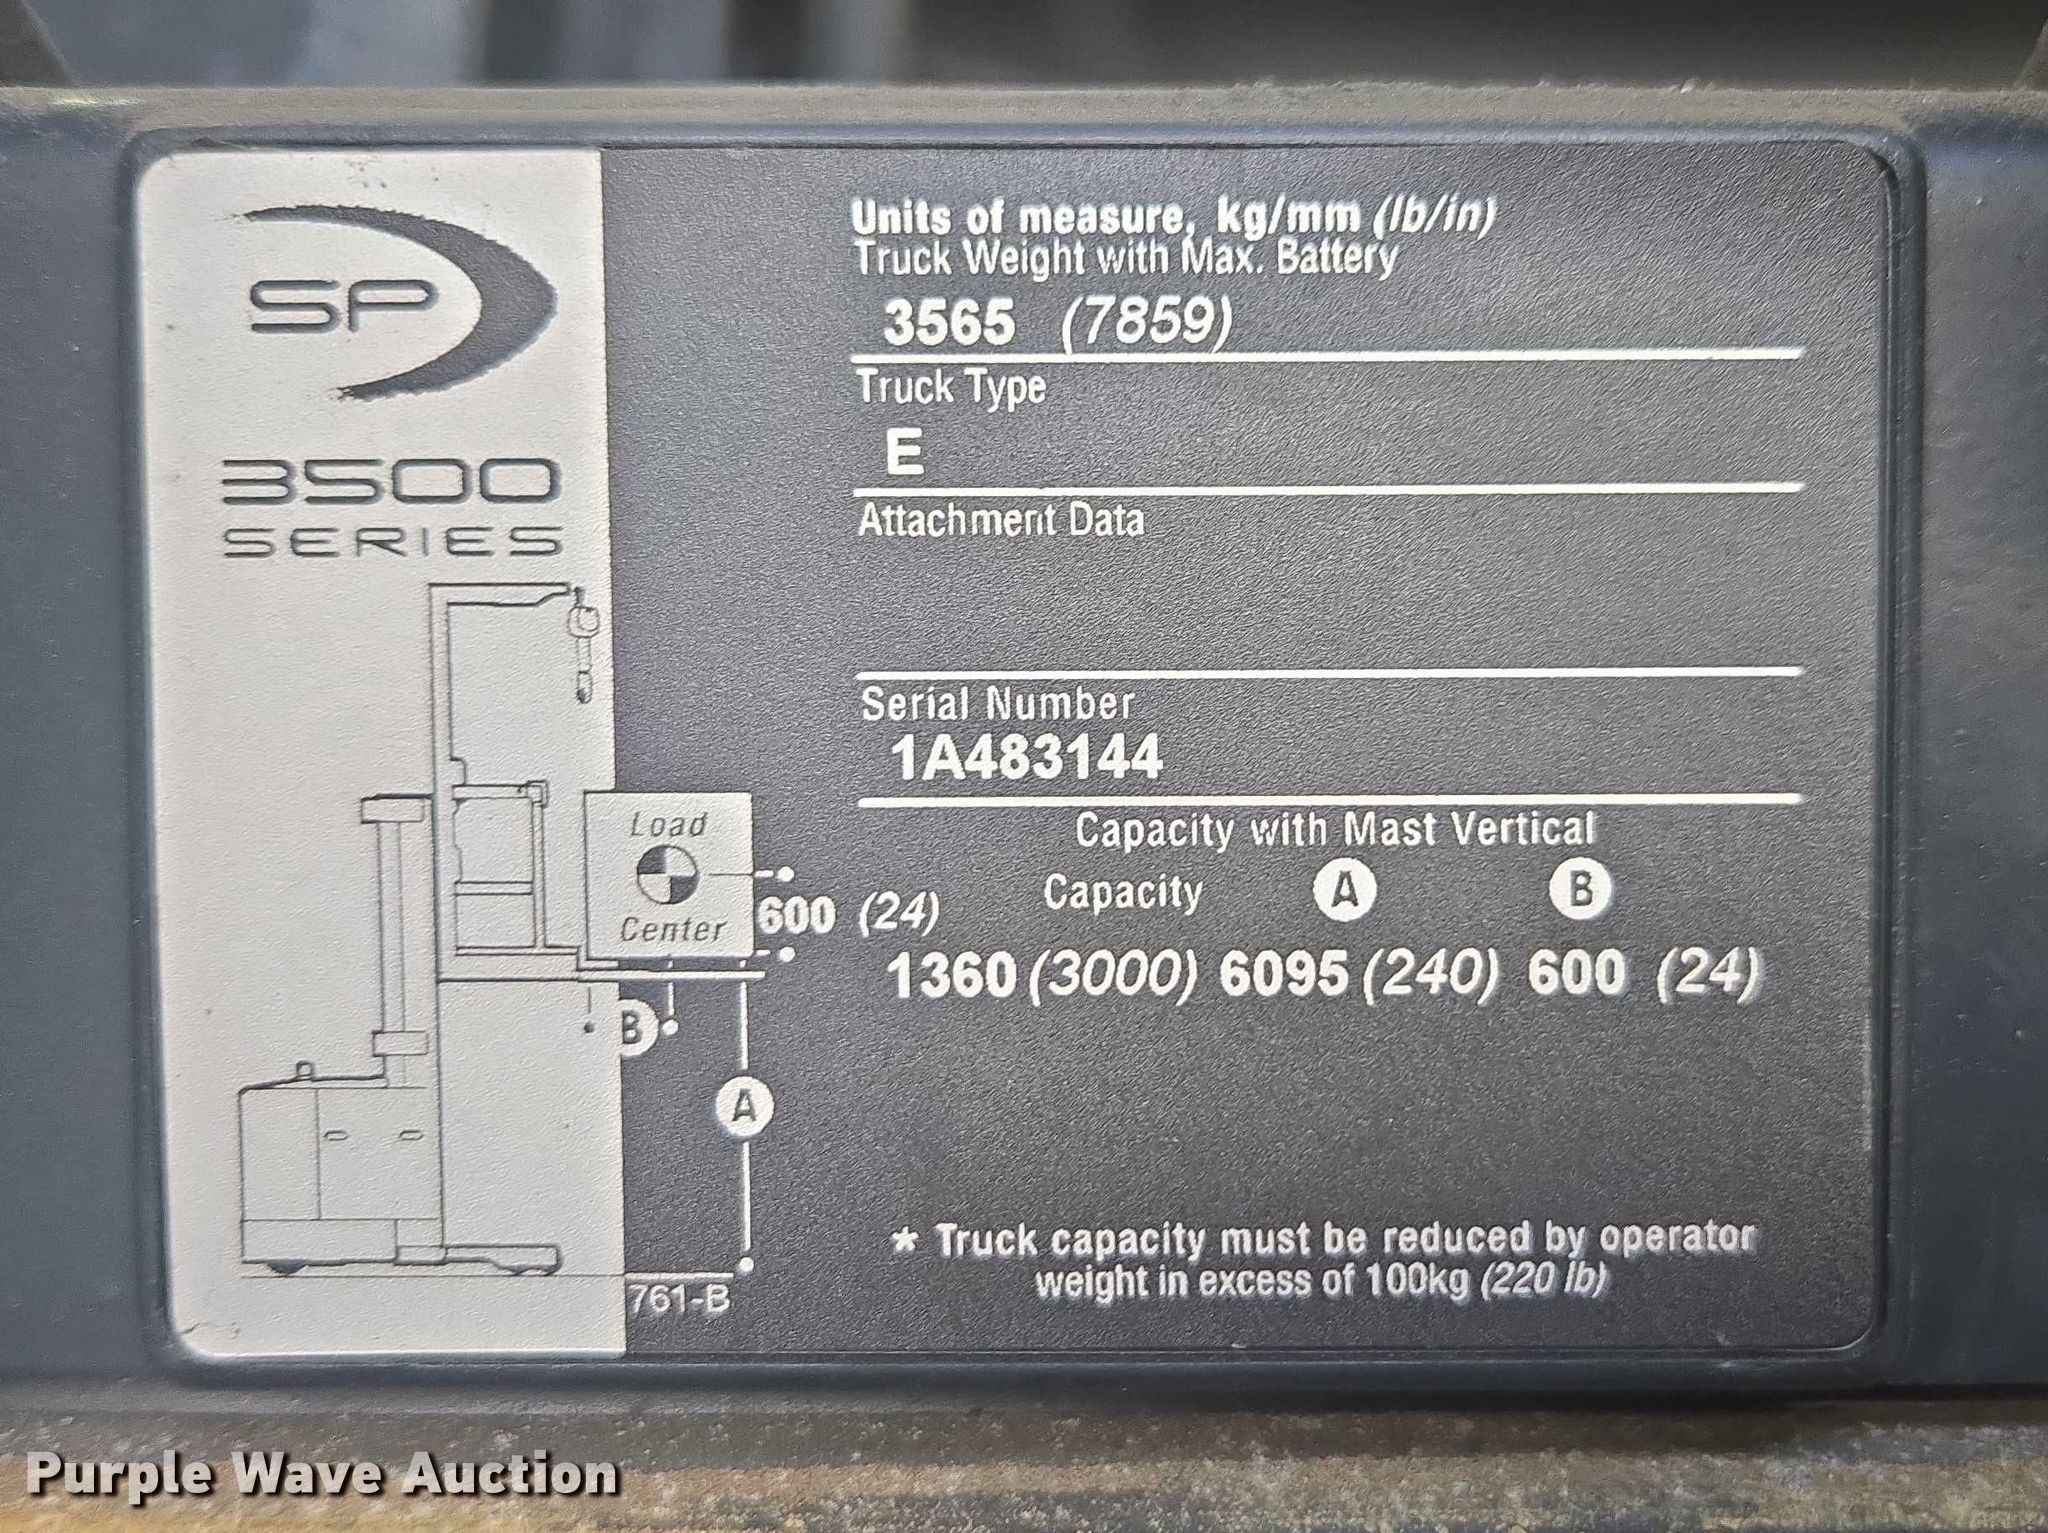 SP
3500
SERIES
Units of measure, kg/mm (lb/in)
Truck Weight with Max. Battery
3565 (7859)
Truck Type
E
Attachment Data
Serial Number
1A483144
Capacity with Mast Vertical
Capacity A B
1360 (3000) 6095 (240) 600 (24)
Load
Center
600 (24)
B
A
761-B
* Truck capacity must be reduced by operator
weight in excess of 100kg (220 lb)
Purple Wave Auction